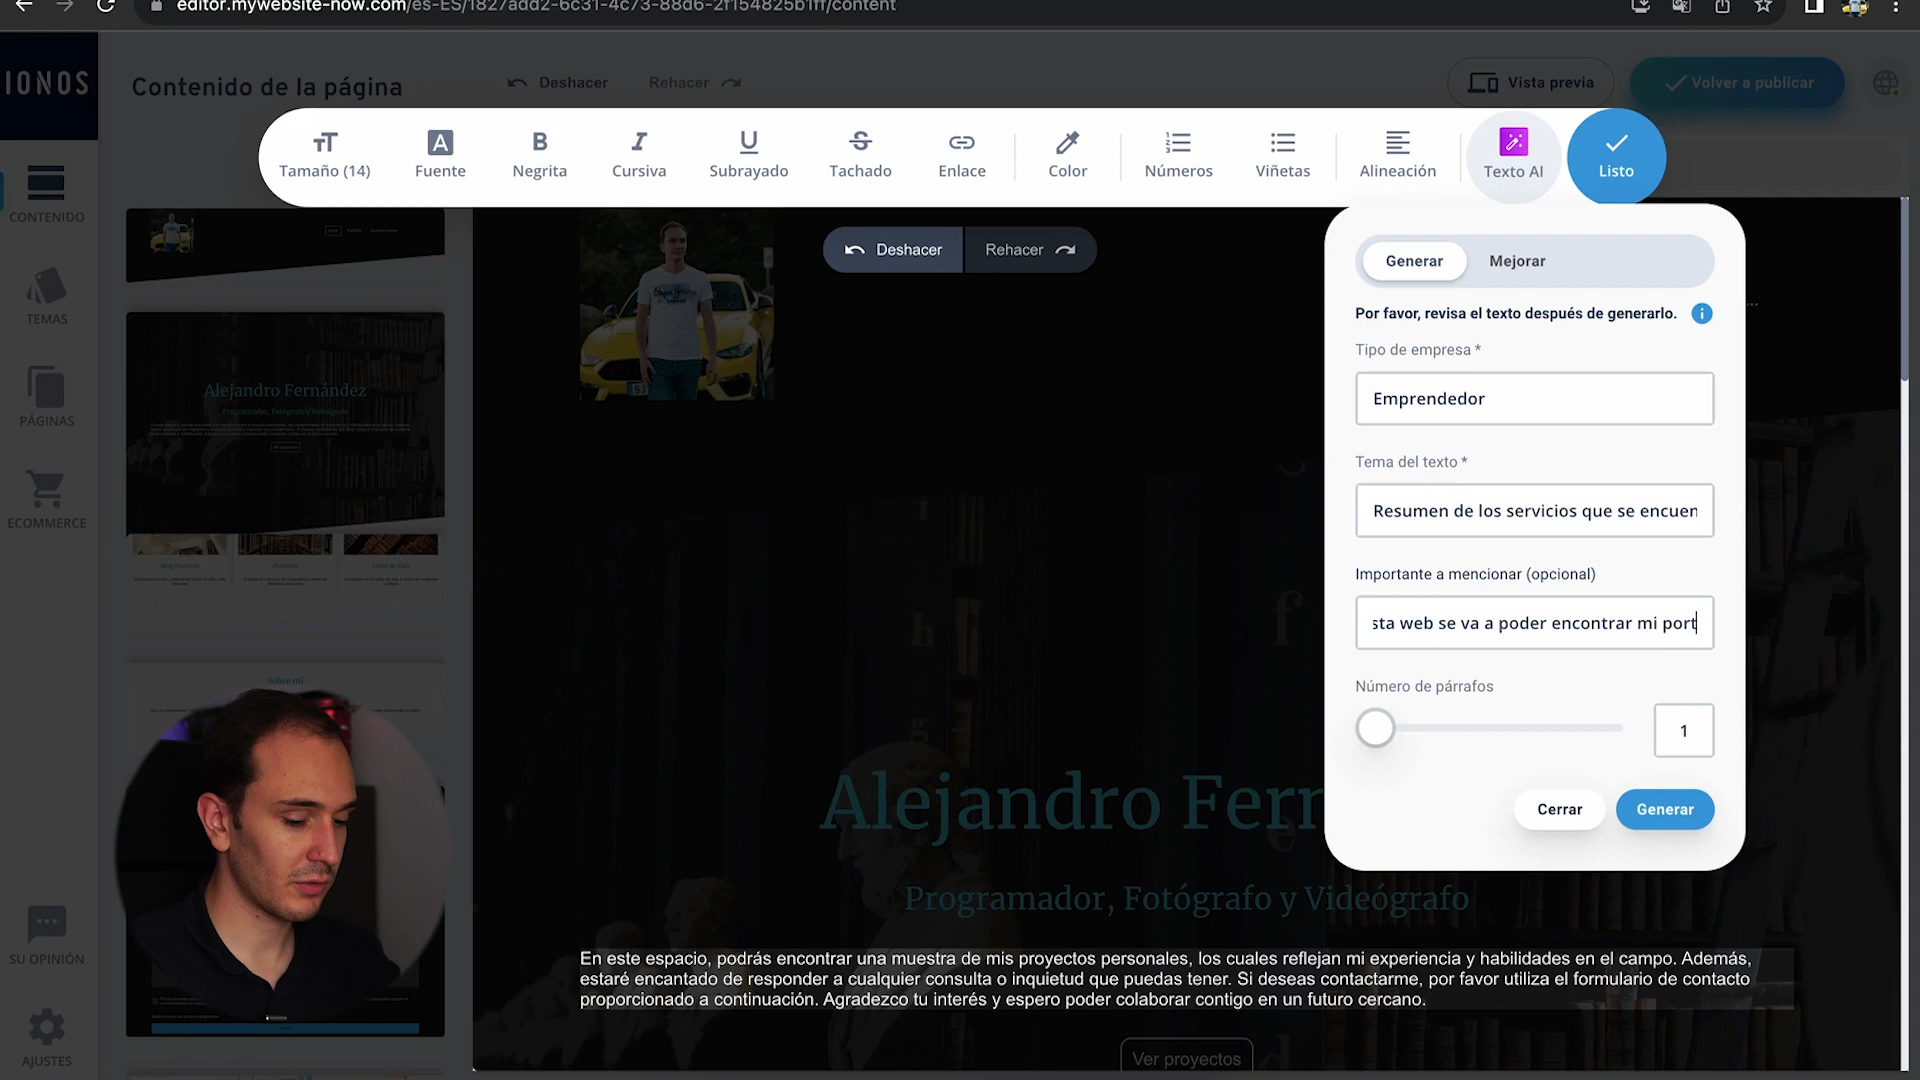 editor.mywebsite-now.com/es-ES/1827add2-6c31-4c73-88d6-2f154825b1ff/content
IONOS
Contenido de la página
Deshacer
Rehacer
Vista previa
Volver a publicar
Tamaño (14)
Fuente
Negrita
Cursiva
Subrayado
Tachado
Enlace
Color
Números
Viñetas
Alineación
Texto AI
Listo
CONTENIDO
TEMAS
PÁGINAS
ECOMMERCE
SU OPINIÓN
AJUSTES
Alejandro Fernández
Programador, Fotógrafo y Videógrafo
Sobre mí
Deshacer
Rehacer
Generar
Mejorar
Por favor, revisa el texto después de generarlo.
Tipo de empresa *
Emprendedor
Tema del texto *
Resumen de los servicios que se encuen
Importante a mencionar (opcional)
sta web se va a poder encontrar mi port
Número de párrafos
1
Cerrar
Generar
Alejandro Fern
Programador, Fotógrafo y Videógrafo
En este espacio, podrás encontrar una muestra de mis proyectos personales, los cuales reflejan mi experiencia y habilidades en el campo. Además,
estaré encantado de responder a cualquier consulta o inquietud que puedas tener. Si deseas contactarme, por favor utiliza el formulario de contacto
proporcionado a continuación. Agradezco tu interés y espero poder colaborar contigo en un futuro cercano.
Ver proyectos